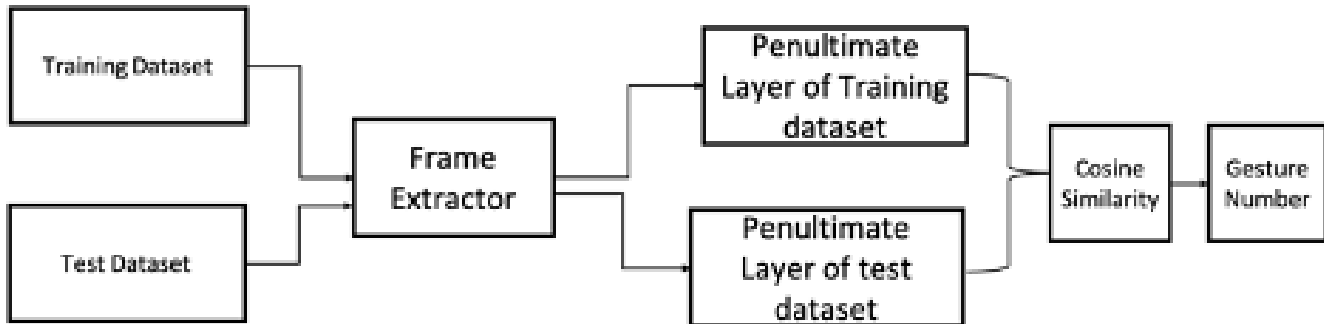 Training Dataset
Test Dataset
Frame
Extractor
Penultimate
Layer of Training
dataset
Penultimate
Layer of test
dataset
Cosine
Similarity
Gesture
Number